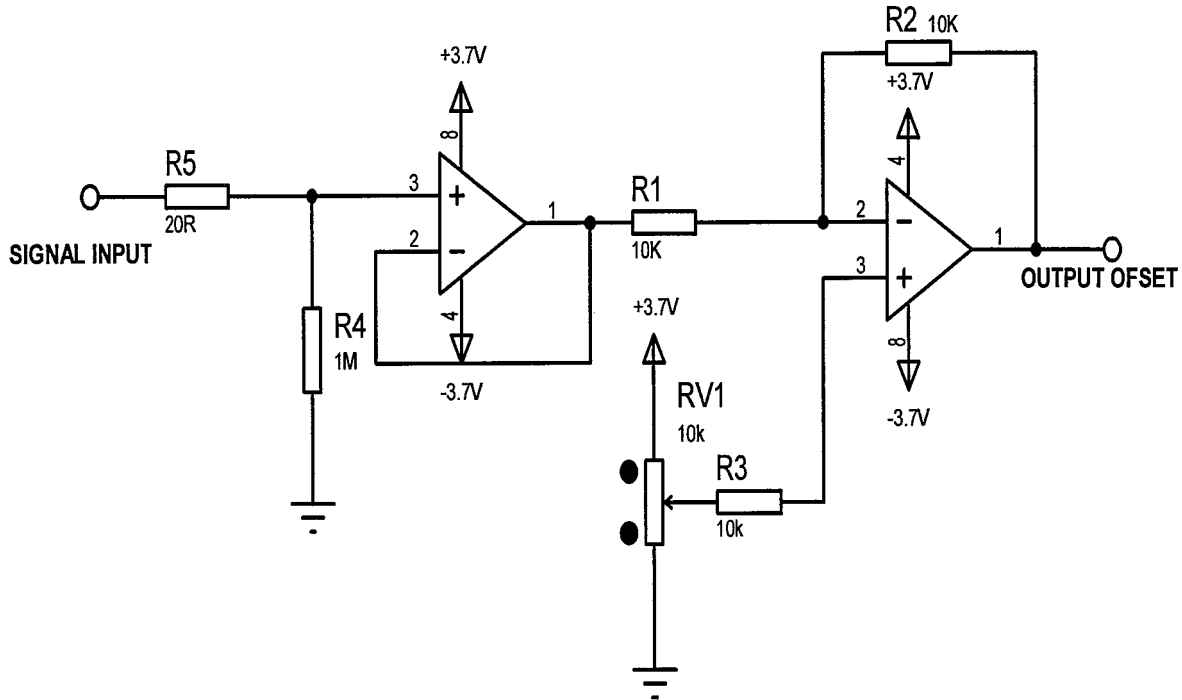 R2 10K
+3.7V
+3.7V
8
4
R5
20R
3
+
1
R1
10K
2
−
1
SIGNAL INPUT
2
−
3
+
OUTPUT OFSET
R4
1M
4
-3.7V
+3.7V
8
-3.7V
RV1
10k
R3
10k